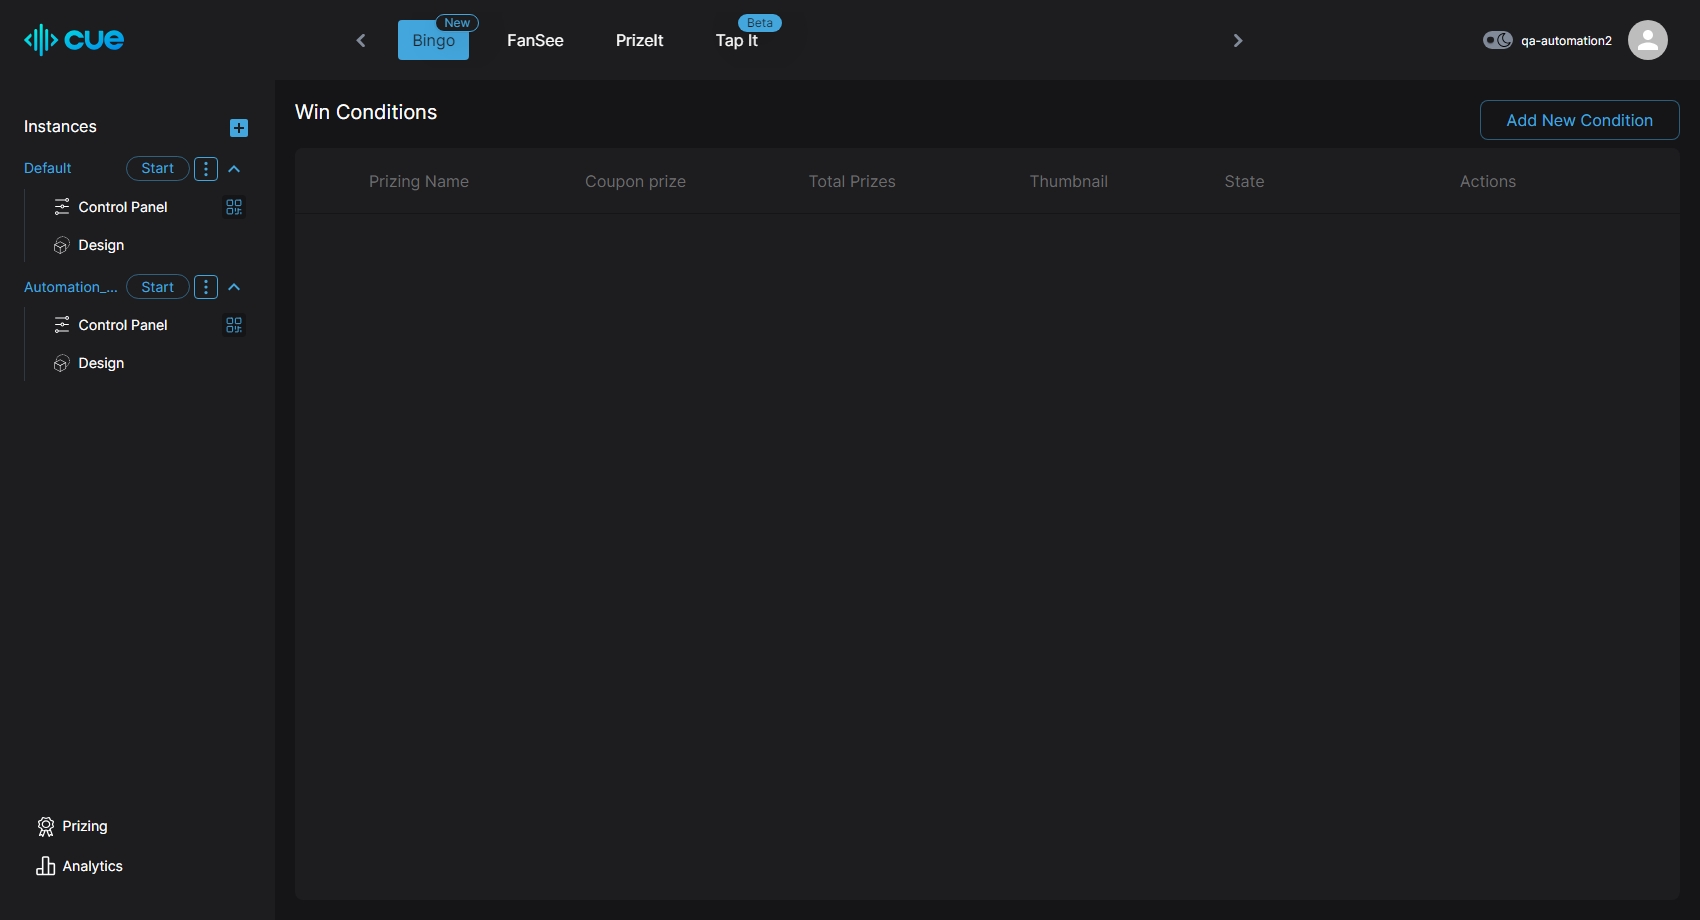 cue
Bingo
New
FanSee
PrizeIt
Tap It
Beta
qa-automation2
Instances
Default
Start
Control Panel
Design
Automation_...
Start
Control Panel
Design
Prizing
Analytics
Win Conditions
Add New Condition
Prizing Name
Coupon prize
Total Prizes
Thumbnail
State
Actions